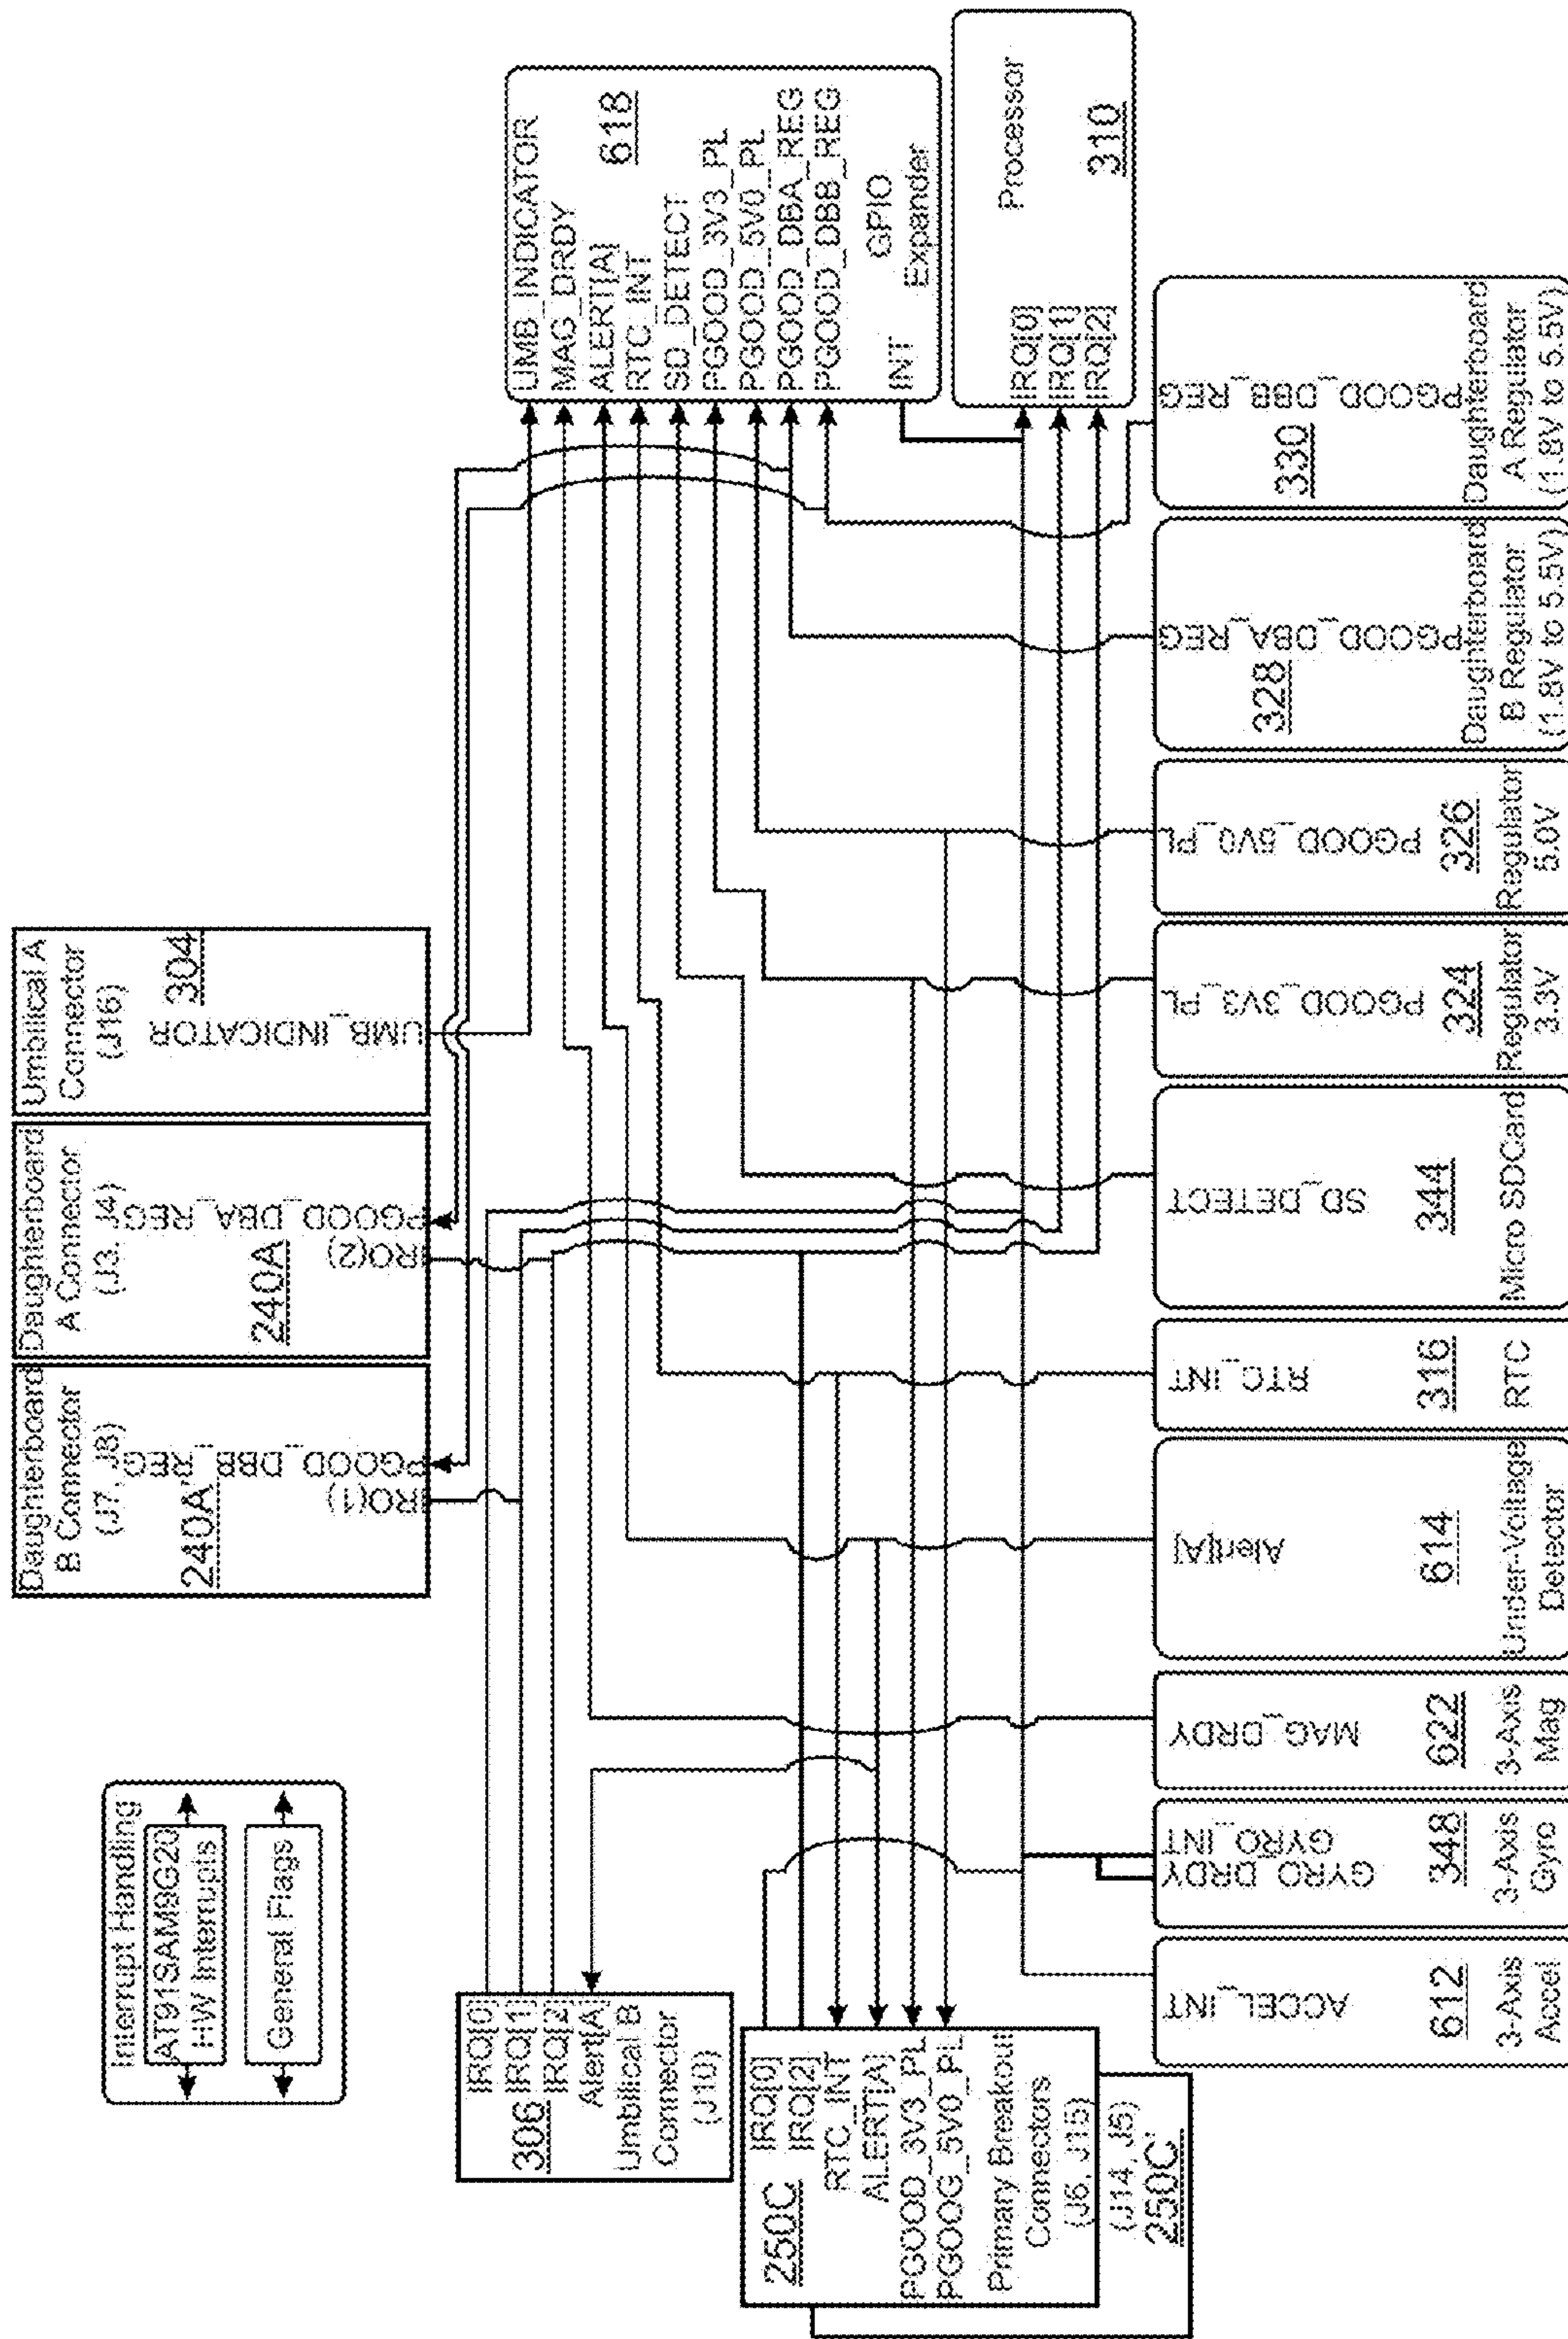 Interrupt Handling
AT91SAM9G20
HW Interrupts
General Flags
Daughterboard
B Connector
(J7, J8)
240A'
PGOOD_DBB_REG
IRQ(1)
Daughterboard
A Connector
(J3, J4)
240A
PGOOD_DBA_REG
IRQ(2)
Umbilical A
Connector
(J16)
304
UMB_INDICATOR
IRQ[0]
IRQ[1]
306
IRQ[2]
Alert[A]
Umbilical B
Connector
(J10)
250C
IRQ[0]
IRQ[2]
RTC_INT
ALERT[A]
PGOOD_3V3_PL
PGOOG_5V0_PL
Primary Breakout
Connectors
(J6, J15)
(J14, J5)
250C'
UMB_INDICATOR
MAG_DRDY
ALERT[A]
618
RTC_INT
SD_DETECT
PGOOD_3V3_PL
PGOOD_5V0_PL
PGOOD_DBA_REG
PGOOD_DBB_REG
GPIO
INT
Expander
Processor
IRQ[0]
IRQ[1]
310
IRQ[2]
ACCEL_INT
612
3-Axis
Accel
GYRO_INT
GYRO_DRDY
348
3-Axis
Gyro
MAG_DRDY
622
3-Axis
Mag
Alert[A]
614
Under-Voltage
Detector
RTC_INT
316
RTC
SD_DETECT
344
Micro SDCard
PGOOD_3V3_PL
324
Regulator
3.3V
PGOOD_5V0_PL
326
Regulator
5.0V
PGOOD_DBA_REG
328
Daughterboard
B Regulator
(1.8V to 5.5V)
PGOOD_DBB_REG
330
Daughterboard
A Regulator
(1.8V to 5.5V)